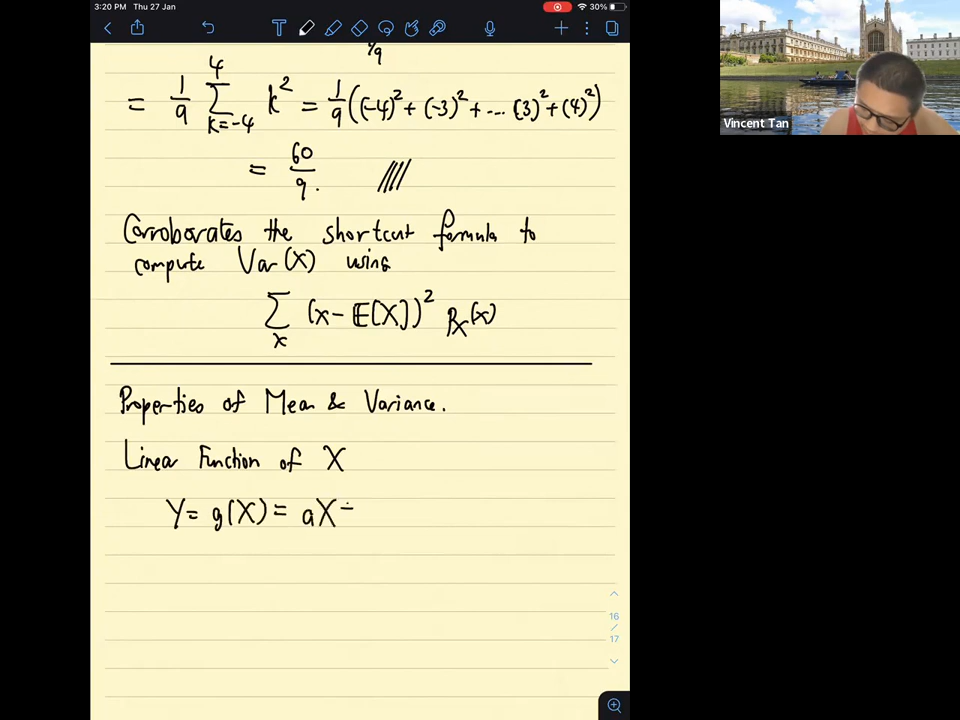 3:20 PM Thu 27 Jan
30%
1/9
= 1/9 Σ_{k=-4}^{4} k² = 1/9 ((-4)² + (-3)² + ... (3)² + (4)²)
= 60/9.
Corroborates the shortcut formula to
compute Var(X) using
Σ_x (x - E[X])² P_X(x)
Properties of Mean & Variance.
Linear Function of X
Y = g(X) = aX -
16
/
17
Vincent Tan